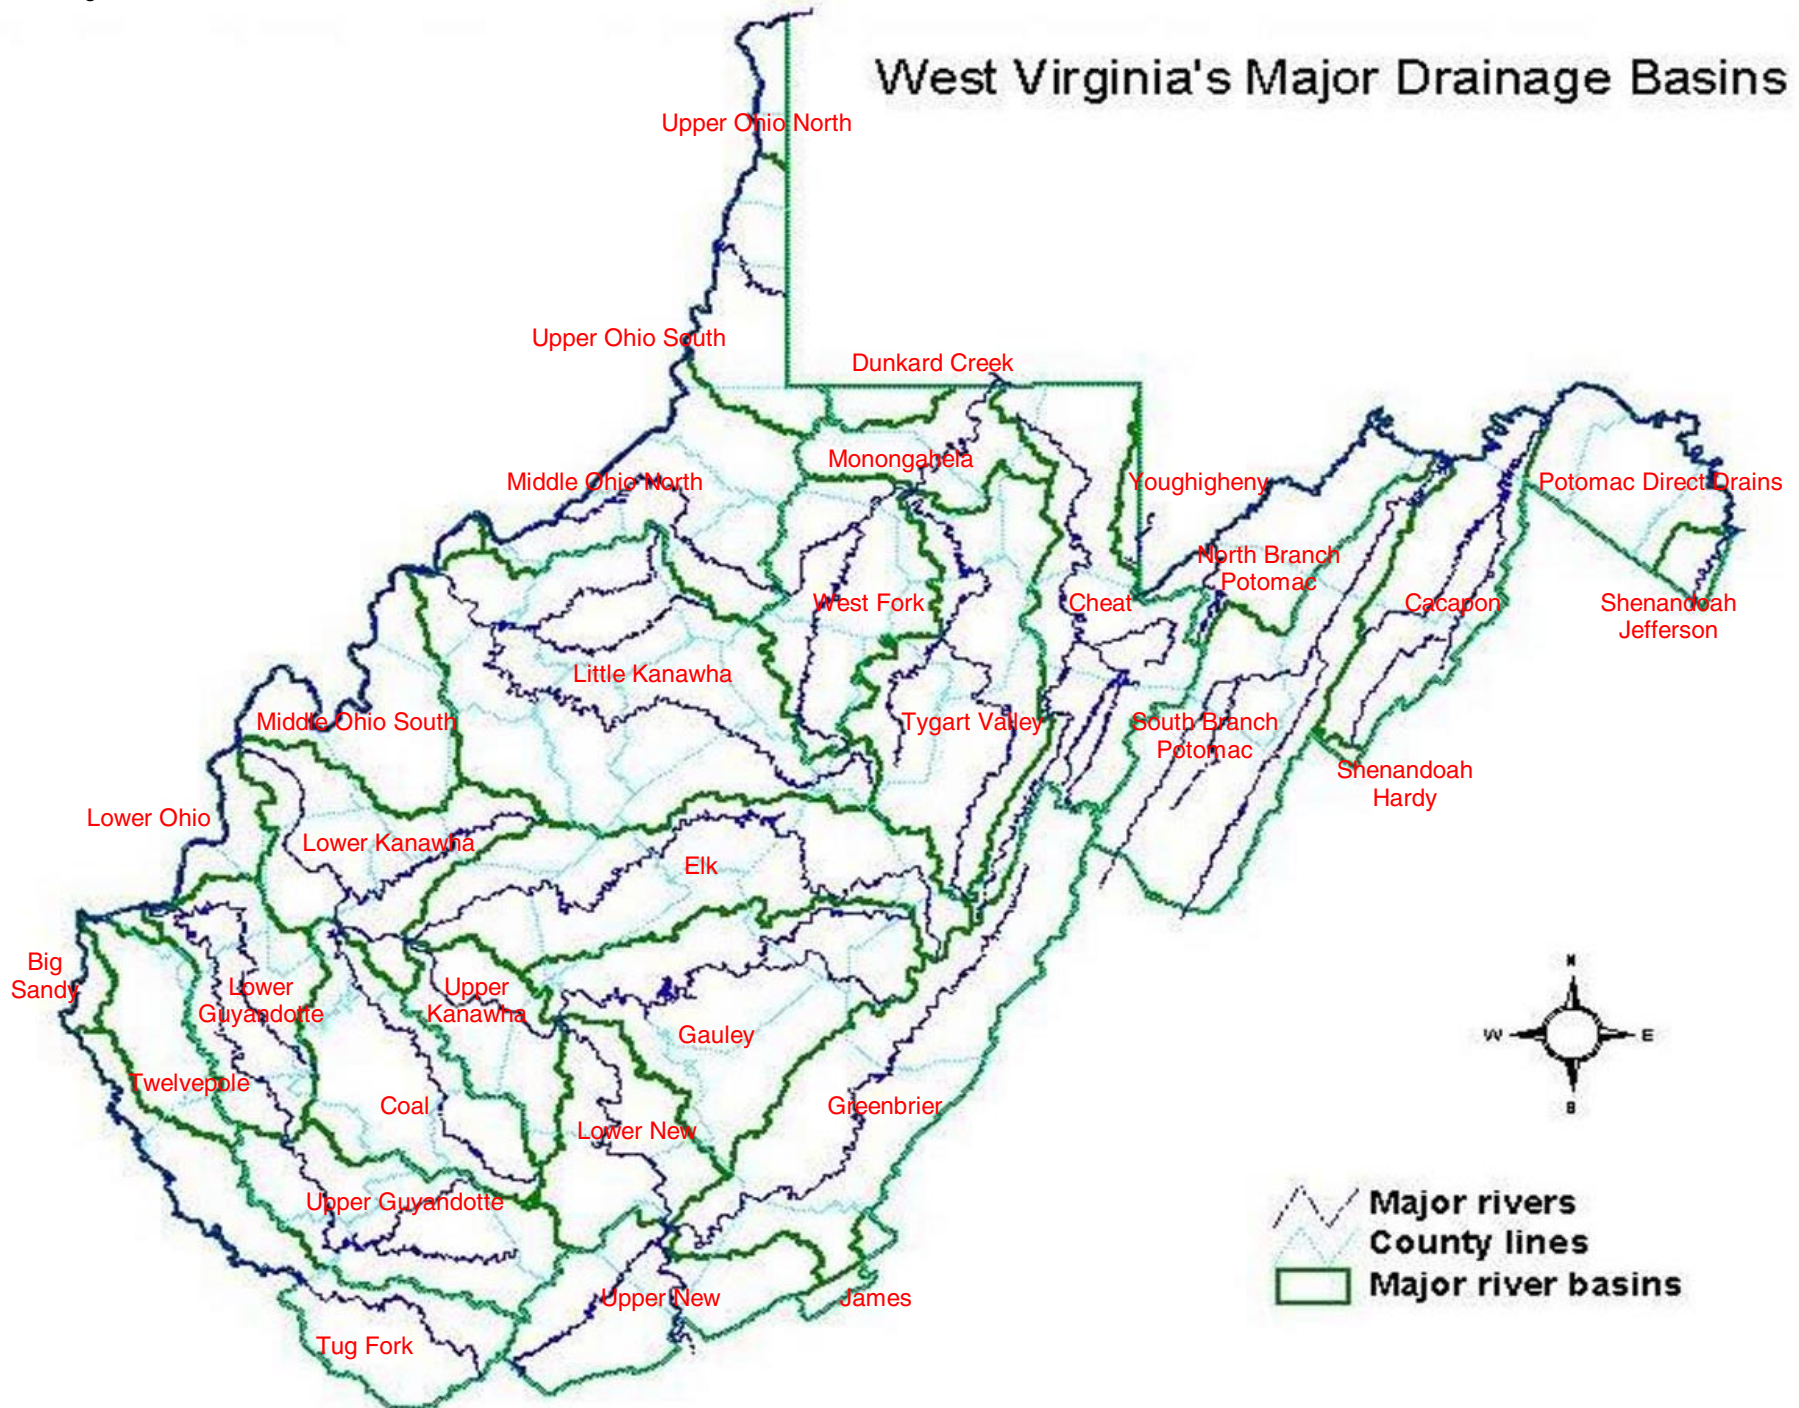 West Virginia's Major Drainage Basins
Upper Ohio North
Upper Ohio South
Dunkard Creek
Monongahela
Middle Ohio North
Youghigheny
Potomac Direct Drains
North Branch
Potomac
West Fork
Cheat
Cacapon
Shenandoah
Jefferson
Little Kanawha
Middle Ohio South
Tygart Valley
South Branch
Potomac
Shenandoah
Hardy
Lower Ohio
Lower Kanawha
Elk
Big
Sandy
Lower
Guyandotte
Upper
Kanawha
Gauley
Twelvepole
Coal
Lower New
Greenbrier
Upper Guyandotte
Upper New
James
Tug Fork
N
W
E
S
Major rivers
County lines
Major river basins